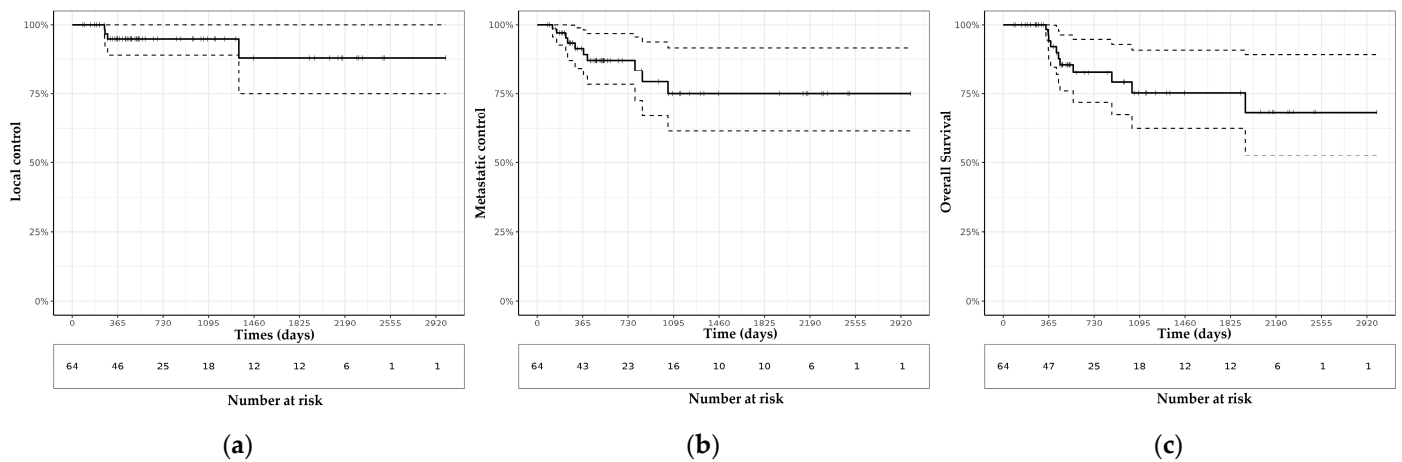 100%
75%
50%
25%
0%
Local control
0 365 730 1095 1460 1825 2190 2555 2920
Times (days)
64 46 25 18 12 12 6 1 1
Number at risk
(a)
100%
75%
50%
25%
0%
Metastatic control
0 365 730 1095 1460 1825 2190 2555 2920
Time (days)
64 43 23 16 10 10 6 1 1
Number at risk
(b)
100%
75%
50%
25%
0%
Overall Survival
0 365 730 1095 1460 1825 2190 2555 2920
Time (days)
64 47 25 18 12 12 6 1 1
Number at risk
(c)